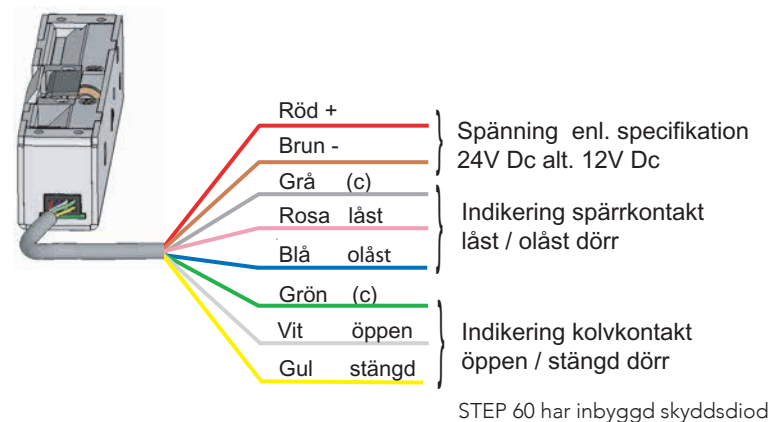 Röd +
Brun -
Spänning enl. specifikation
24V Dc alt. 12V Dc
Grå (c)
Rosa låst
Blå olåst
Indikering spärrkontakt
låst / olåst dörr
Grön (c)
Vit öppen
Gul stängd
Indikering kolvkontakt
öppen / stängd dörr
STEP 60 har inbyggd skyddsdiod